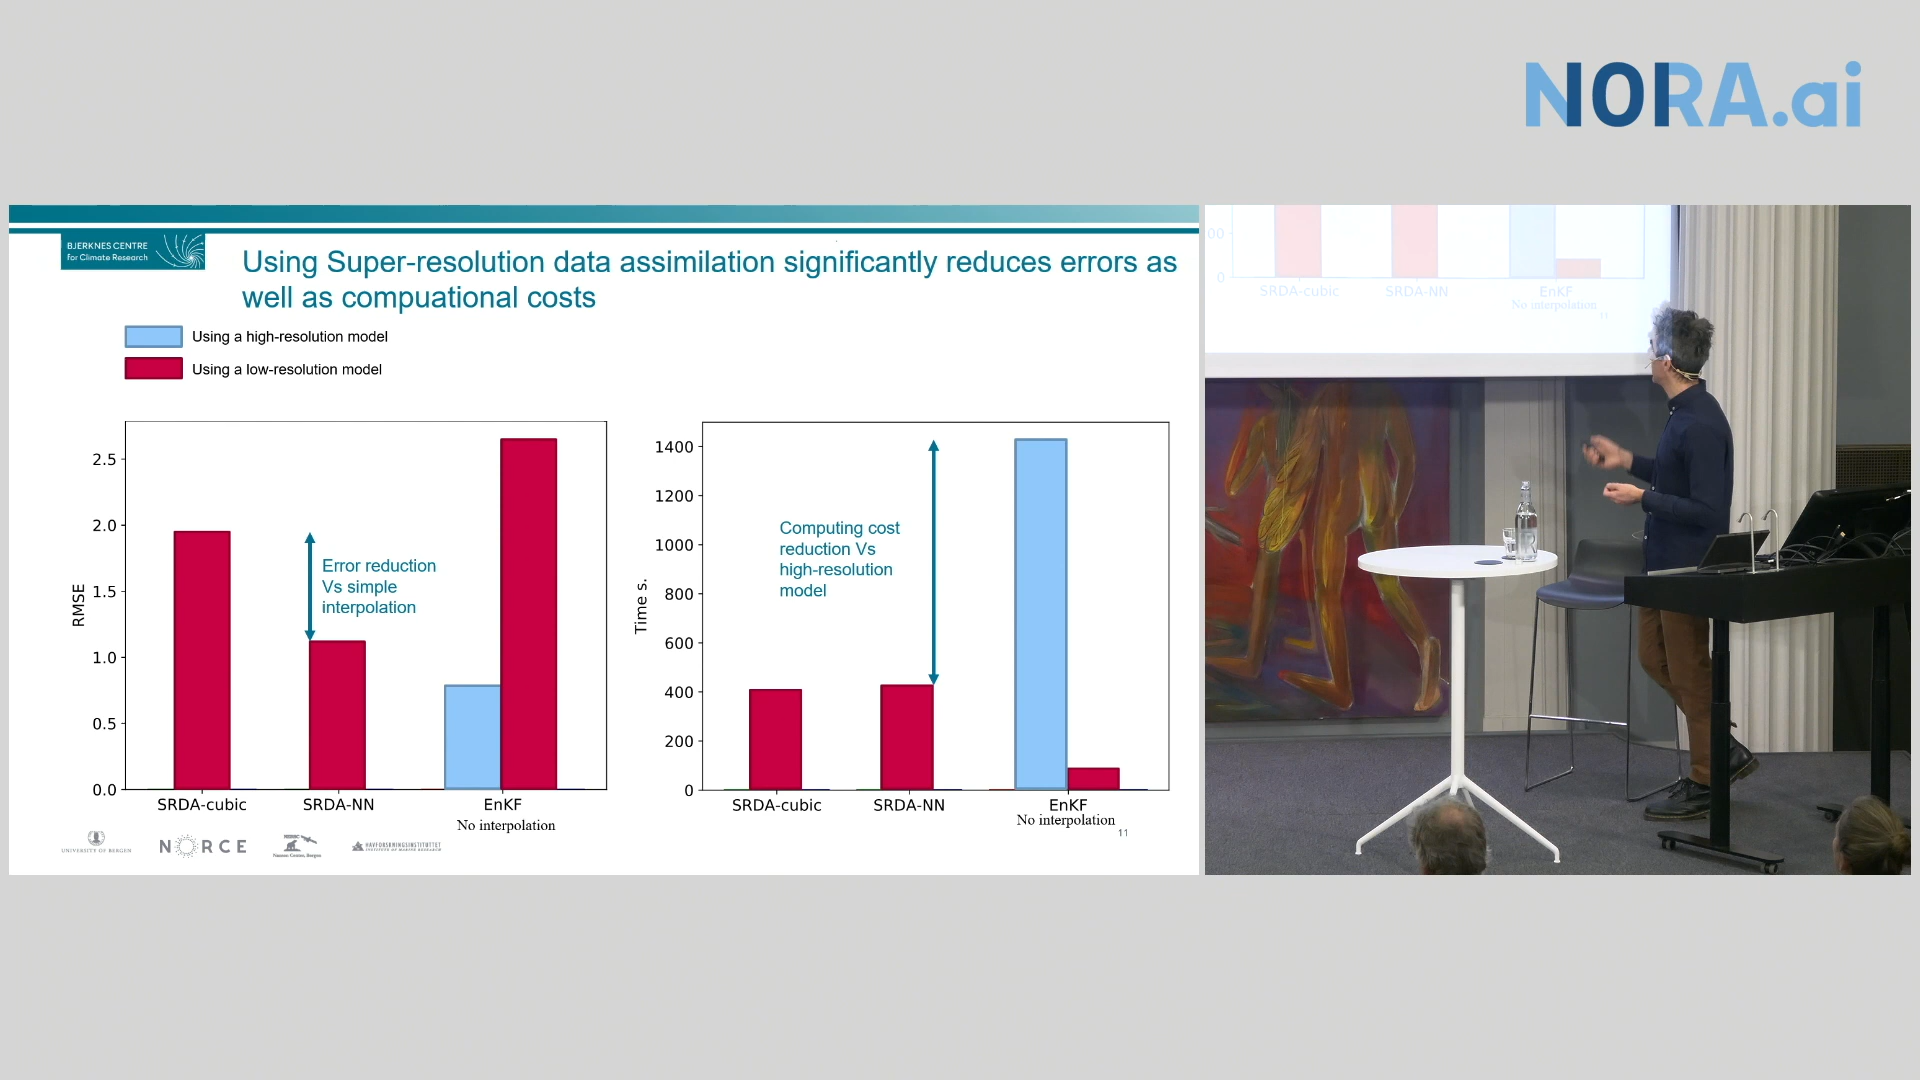 NORA.ai
BJERKNES CENTRE
for Climate Research
Using Super-resolution data assimilation significantly reduces errors as
well as compuational costs
Using a high-resolution model
Using a low-resolution model
2.5
2.0
1.5
1.0
0.5
0.0
RMSE
Error reduction
Vs simple
interpolation
SRDA-cubic
SRDA-NN
EnKF
No interpolation
1400
1200
1000
800
600
400
200
0
Time s.
Computing cost
reduction Vs
high-resolution
model
SRDA-cubic
SRDA-NN
EnKF
No interpolation
11
UNIVERSITY OF BERGEN
NORCE
Nansen Center, Bergen
HAVFORSKNINGSINSTITUTTET
INSTITUTE OF MARINE RESEARCH
00
0
SRDA-cubic
SRDA-NN
EnKF
No interpolation
11